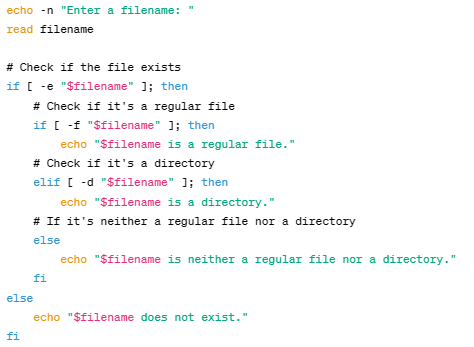 echo -n "Enter a filename: "
read filename

# Check if the file exists
if [ -e "$filename" ]; then
    # Check if it's a regular file
    if [ -f "$filename" ]; then
        echo "$filename is a regular file."
    # Check if it's a directory
    elif [ -d "$filename" ]; then
        echo "$filename is a directory."
    # If it's neither a regular file nor a directory
    else
        echo "$filename is neither a regular file nor a directory."
    fi
else
    echo "$filename does not exist."
fi